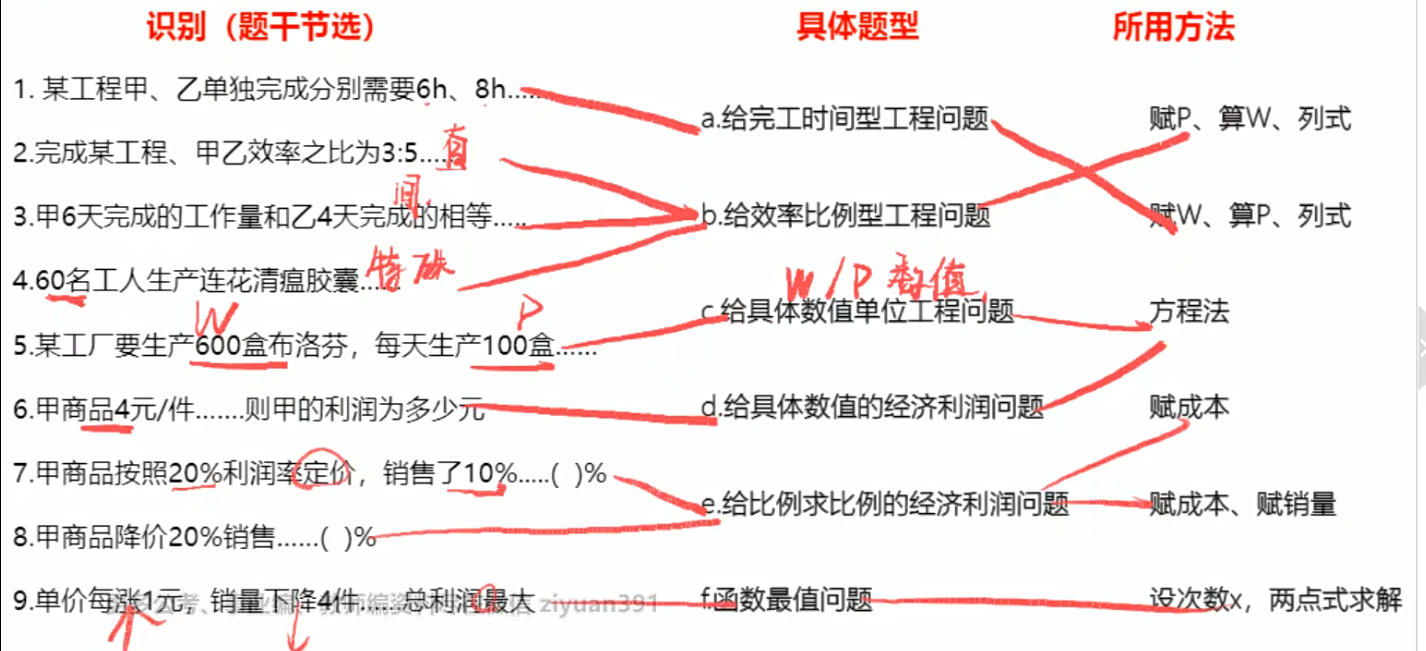 识别（题干节选）
具体题型
所用方法
1. 某工程甲、乙单独完成分别需要6h、8h......
2.完成某工程、甲乙效率之比为3:5......
直
间
3.甲6天完成的工作量和乙4天完成的相等.....
特殊
4.60名工人生产连花清瘟胶囊......
W
P
5.某工厂要生产600盒布洛芬，每天生产100盒......
6.甲商品4元/件.......则甲的利润为多少元
7.甲商品按照20%利润率定价，销售了10%.....( )%
8.甲商品降价20%销售......( )%
9.单价每涨1元，销量下降4件.....总利润最大
ziyuan391
a.给完工时间型工程问题
b.给效率比例型工程问题
W/P
值
c.给具体数值单位工程问题
d.给具体数值的经济利润问题
e.给比例求比例的经济利润问题
f.函数最值问题
赋P、算W、列式
赋W、算P、列式
方程法
赋成本
赋成本、赋销量
设次数x，两点式求解